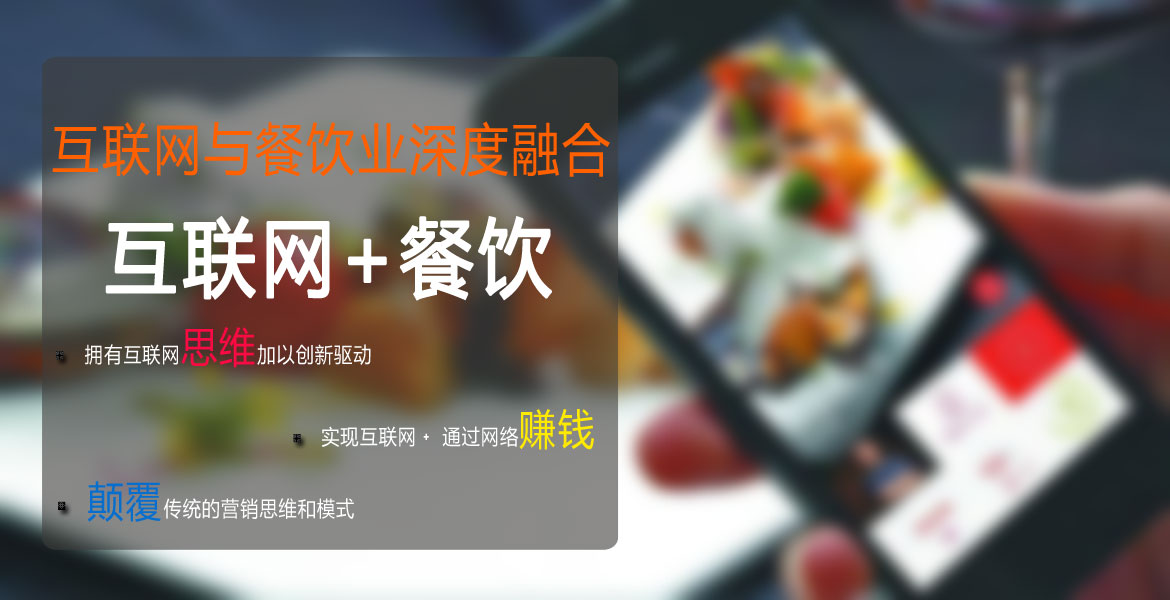 互联网与餐饮业深度融合
互联网+餐饮
拥有互联网思维加以创新驱动
实现互联网+ 通过网络赚钱
颠覆传统的营销思维和模式